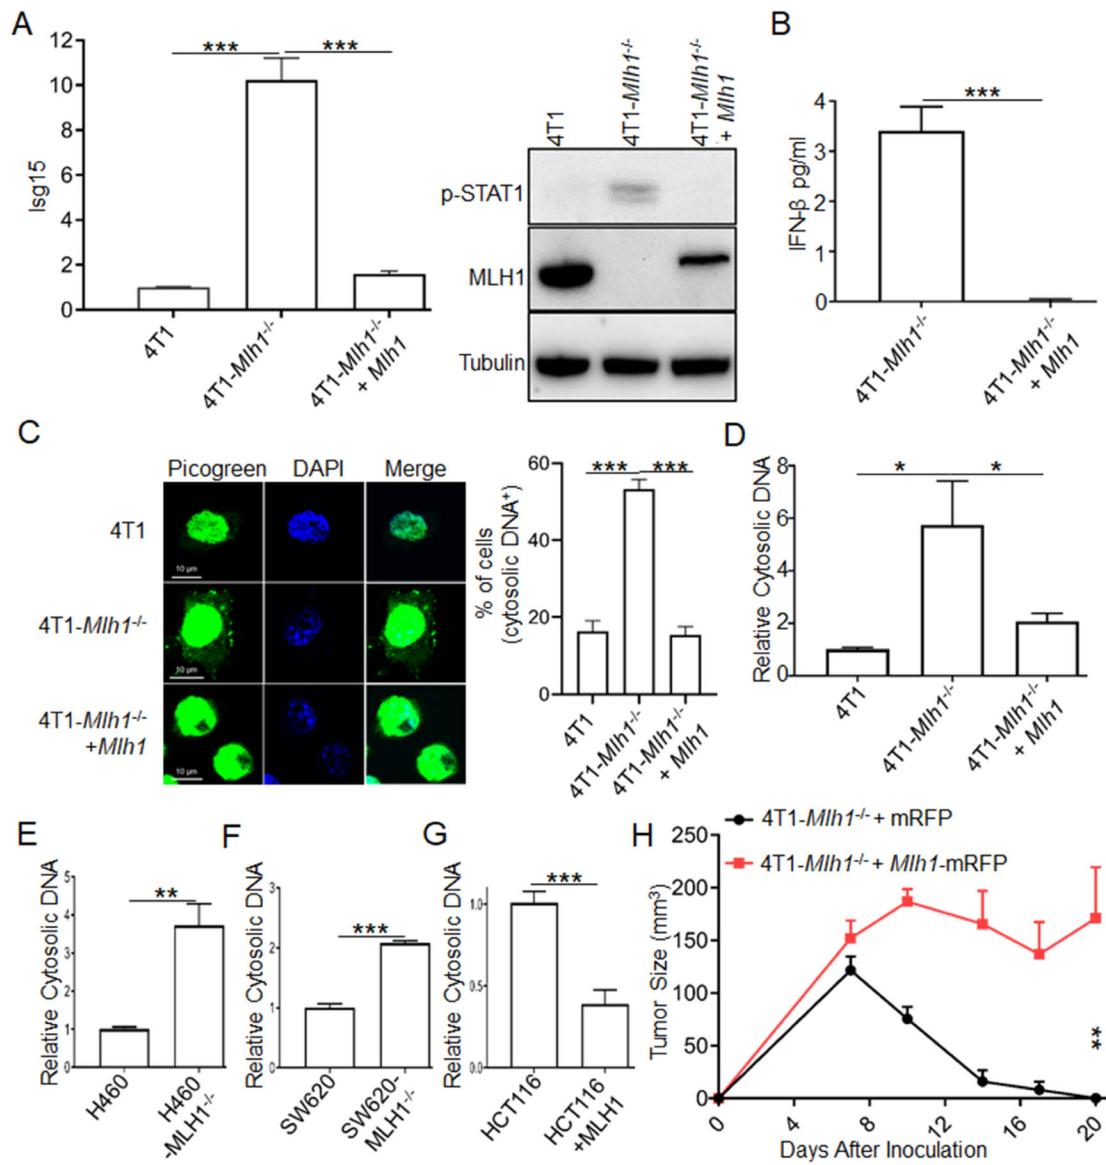 A
Isg15
12
10
8
6
4
2
0
***
***
4T1
4T1-Mlh1-/-
4T1-Mlh1-/-
+ Mlh1
4T1
4T1-Mlh1-/-
4T1-Mlh1-/-
+ Mlh1
p-STAT1
MLH1
Tubulin
B
IFN-β pg/ml
4
3
2
1
0
***
4T1-Mlh1-/-
4T1-Mlh1-/-
+ Mlh1
C
Picogreen DAPI Merge
4T1
10 μm
4T1-Mlh1-/-
10 μm
4T1-Mlh1-/-
+Mlh1
10 μm
% of cells
(cytosolic DNA+)
60
40
20
0
***
***
4T1
4T1-Mlh1-/-
4T1-Mlh1-/-
+ Mlh1
D
Relative Cytosolic DNA
8
6
4
2
0
*
*
4T1
4T1-Mlh1-/-
4T1-Mlh1-/-
+ Mlh1
E
Relative Cytosolic DNA
5
4
3
2
1
0
**
H460
H460
-MLH1-/-
F
Relative Cytosolic DNA
3
2
1
0
***
SW620
SW620-
MLH1-/-
G
Relative Cytosolic DNA
1.0
0.5
0.0
***
HCT116
HCT116
+MLH1
H
4T1-Mlh1-/- + mRFP
4T1-Mlh1-/- + Mlh1-mRFP
Tumor Size (mm3)
250
200
150
100
50
0
**
0 4 8 12 16 20
Days After Inoculation